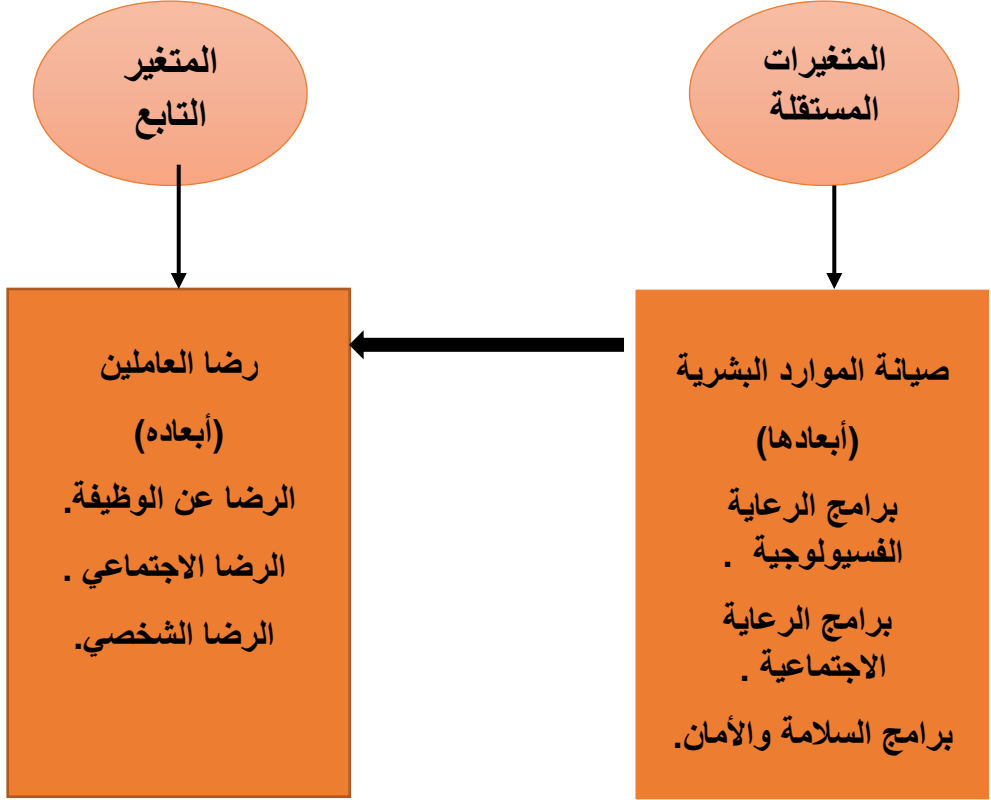 المتغيرات
المستقلة
المتغير
التابع
صيانة الموارد البشرية
(أبعادها)
برامج الرعاية
الفسيولوجية .
برامج الرعاية
الاجتماعية .
برامج السلامة والأمان.
رضا العاملين
(أبعاده)
الرضا عن الوظيفة.
الرضا الاجتماعي .
الرضا الشخصي.